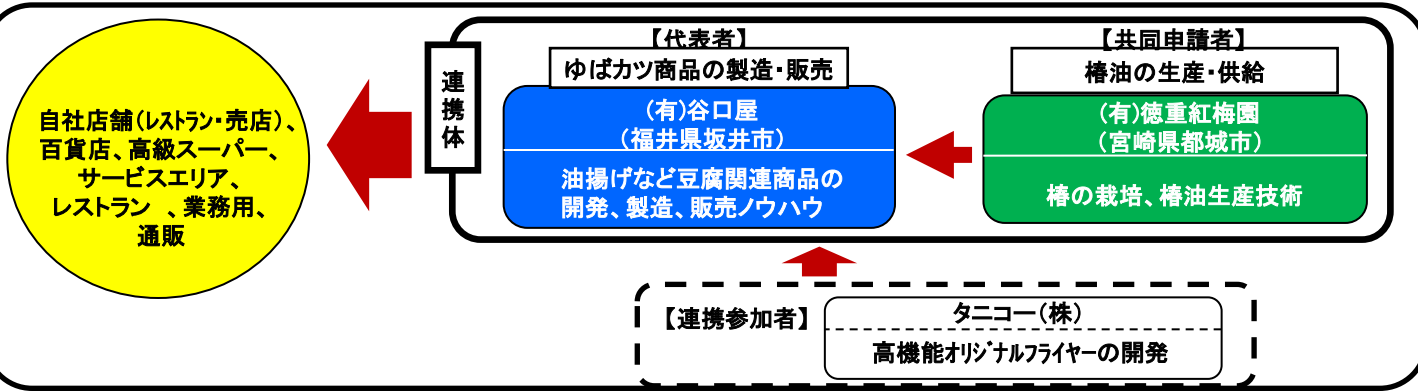 自社店舗(レストラン・売店)、
百貨店、高級スーパー、
サービスエリア、
レストラン 、業務用、
通販
連携体
【代表者】
ゆばカツ商品の製造・販売
(有)谷口屋
(福井県坂井市)
油揚げなど豆腐関連商品の
開発、製造、販売ノウハウ
【共同申請者】
椿油の生産・供給
(有)徳重紅梅園
(宮崎県都城市)
椿の栽培、椿油生産技術
【連携参加者】
タニコー(株)
高機能オリジナルフライヤーの開発